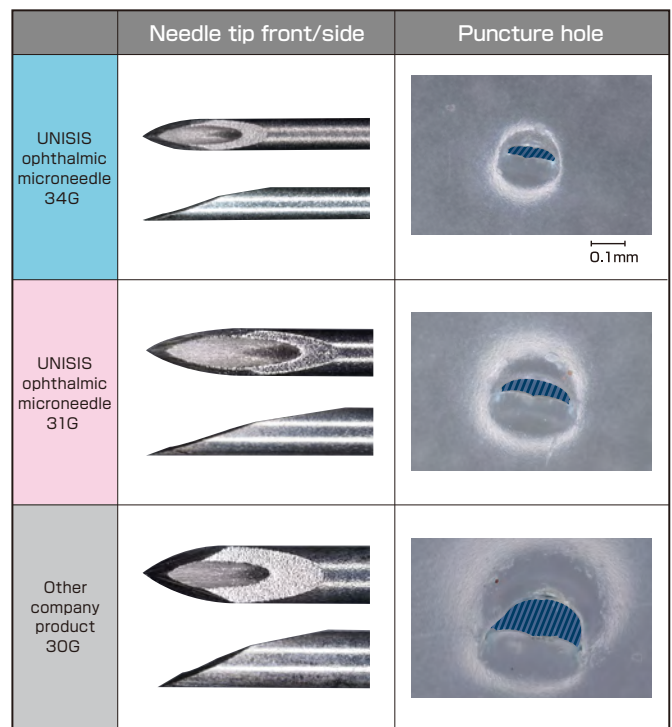 Needle tip front/side
Puncture hole
UNISIS
ophthalmic
microneedle
34G
0.1mm
UNISIS
ophthalmic
microneedle
31G
Other
company
product
30G